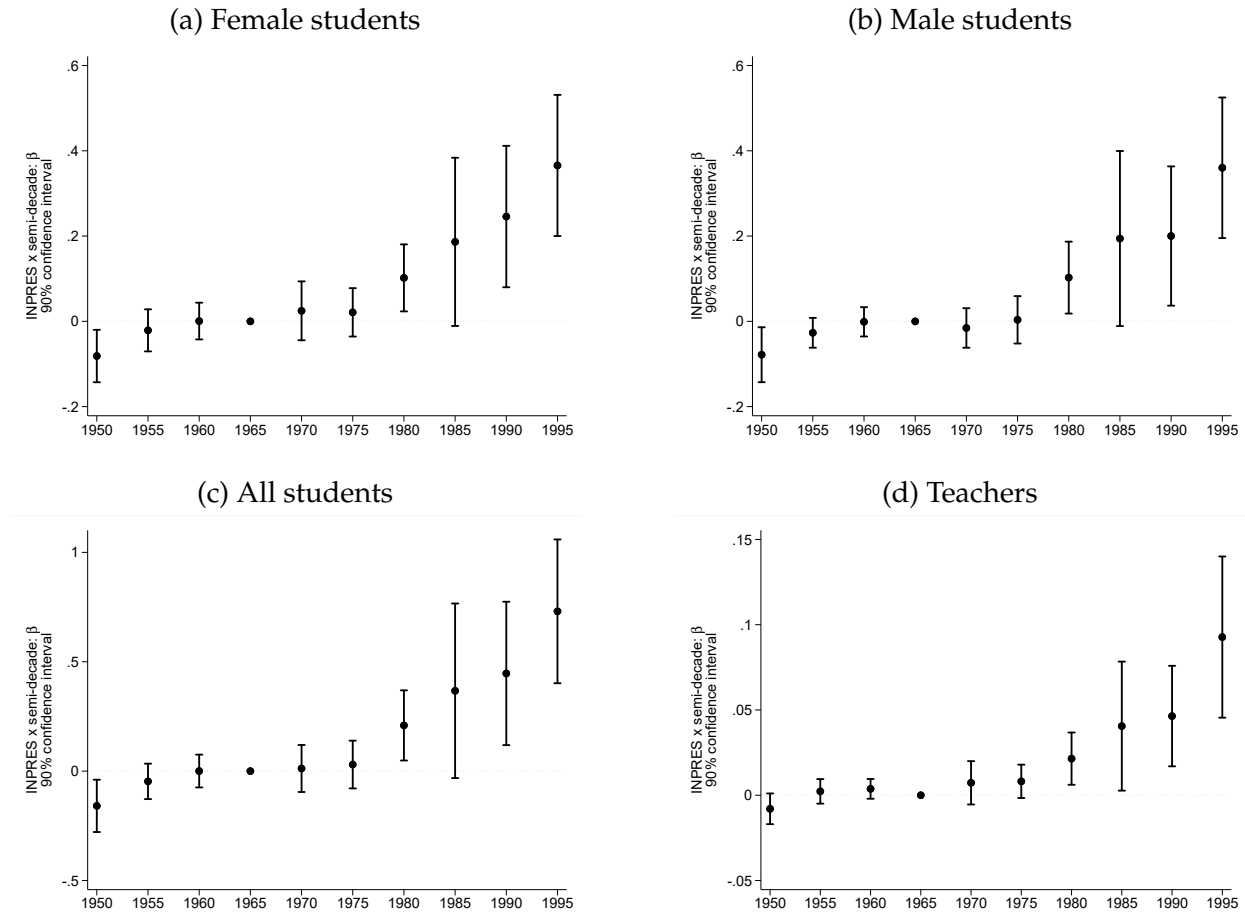 (a) Female students
INPRES x semi-decade: β
90% confidence interval
.6
.4
.2
0
-.2
1950 1955 1960 1965 1970 1975 1980 1985 1990 1995
(b) Male students
INPRES x semi-decade: β
90% confidence interval
.6
.4
.2
0
-.2
1950 1955 1960 1965 1970 1975 1980 1985 1990 1995
(c) All students
INPRES x semi-decade: β
90% confidence interval
1
.5
0
-.5
1950 1955 1960 1965 1970 1975 1980 1985 1990 1995
(d) Teachers
INPRES x semi-decade: β
90% confidence interval
.15
.1
.05
0
-.05
1950 1955 1960 1965 1970 1975 1980 1985 1990 1995